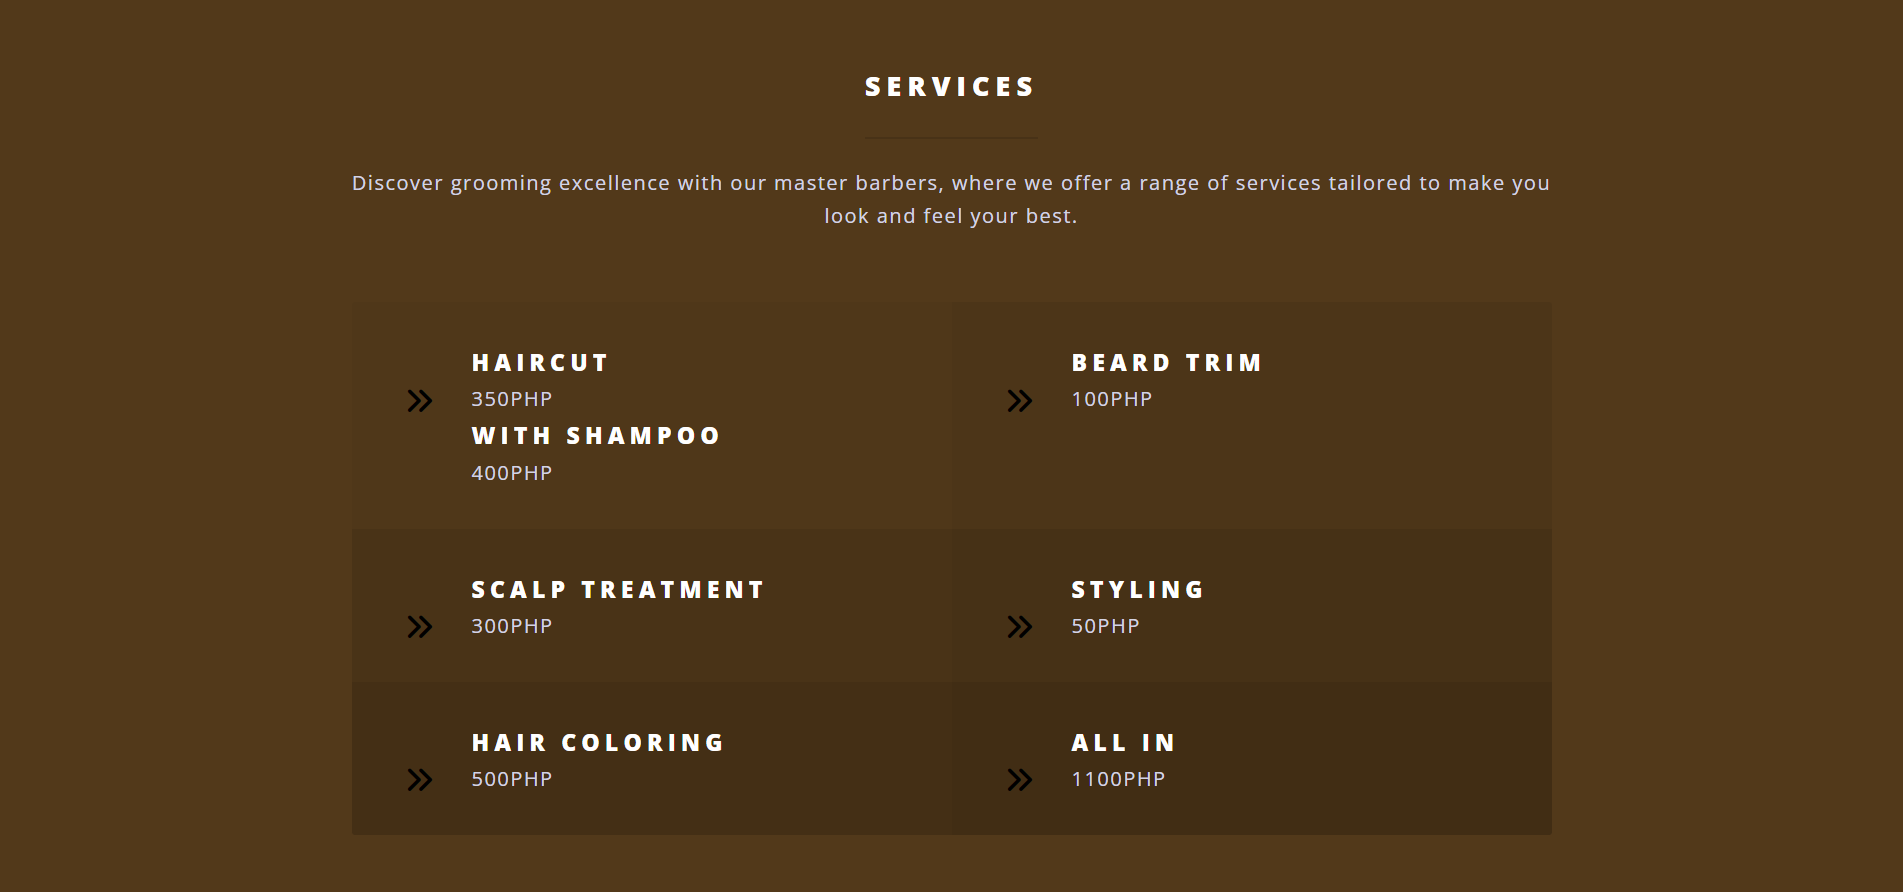 SERVICES
Discover grooming excellence with our master barbers, where we offer a range of services tailored to make you
look and feel your best.
HAIRCUT
350PHP
WITH SHAMPOO
400PHP
BEARD TRIM
100PHP
SCALP TREATMENT
300PHP
STYLING
50PHP
HAIR COLORING
500PHP
ALL IN
1100PHP